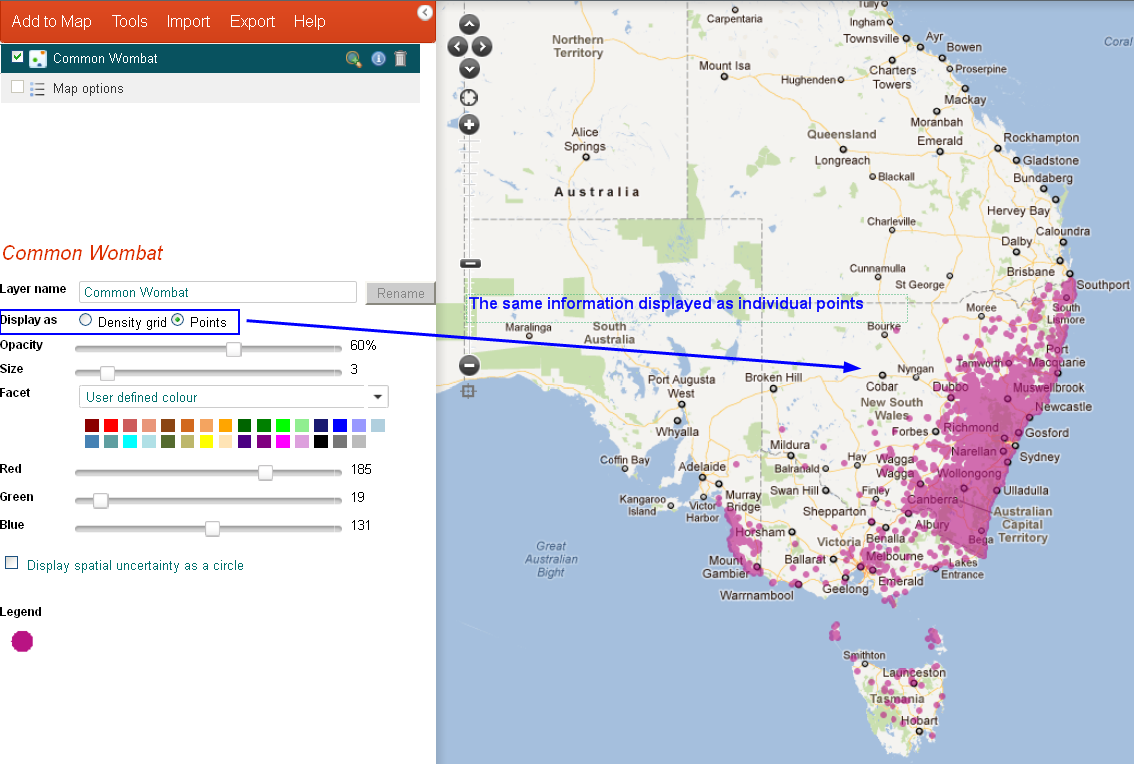 Add to Map Tools Import Export Help
Common Wombat
Map options
Common Wombat
Layer name Common Wombat Rename
Display as Density grid Points
Opacity 60%
Size 3
Facet User defined colour
Red 185
Green 19
Blue 131
Display spatial uncertainty as a circle
Legend
The same information displayed as individual points
Tully
Carpentaria
Ingham
Townsville
Ayr
Bowen
Coral
Northern
Territory
Mount Isa
Proserpine
Hughenden
Charters
Towers
Mackay
Moranbah
Alice
Springs
Queensland
Emerald
Rockhampton
Longreach
Gladstone
Blackall
Bundaberg
Australia
Hervey Bay
Charleville
Caloundra
Dalby
Brisbane
Cunnamulla
St George
Southport
Moree
South
Lismore
Maralinga
South
Australia
Bourke
Port
Macquarie
Tamworth
Nyngan
Cobar
Dubbo
Muswellbrook
Port Augusta
West
Broken Hill
New South
Wales
Newcastle
Whyalla
Forbes
Richmond
Gosford
Mildura
Narellan
Sydney
Coffin Bay
Adelaide
Balranald
Hay
Wagga
Wagga
Wollongong
Kangaroo
Island
Victor
Harbor
Murray
Bridge
Swan Hill
Finley
Canberra
Ulladulla
Shepparton
Albury
Australian
Capital
Territory
Horsham
Victoria
Benalla
Bega
Great
Australian
Bight
Mount
Gambier
Ballarat
Melbourne
Lakes
Entrance
Warrnambool
Geelong
Emerald
Smithton
Launceston
Tasmania
Hobart